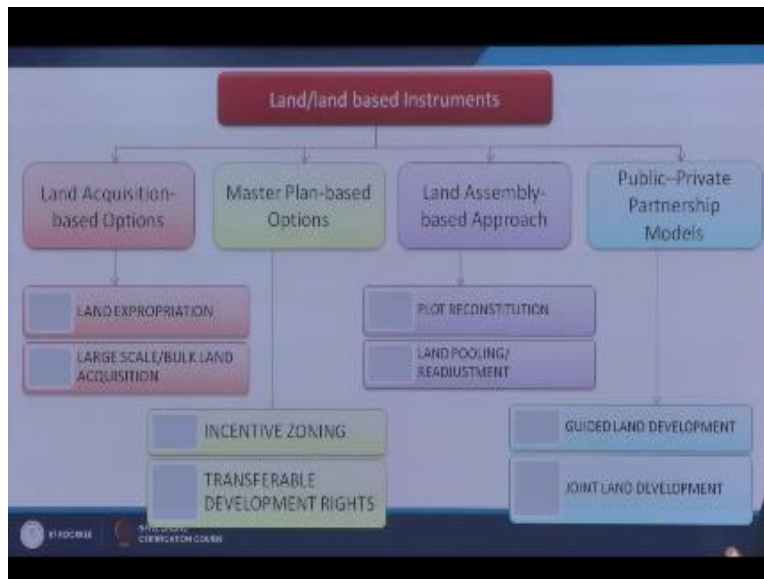 Land/land based Instruments
Land Acquisition-
based Options
Master Plan-based
Options
Land Assembly-
based Approach
Public-Private
Partnership
Models
LAND EXPROPRIATION
LARGE SCALE/BULK LAND
ACQUISITION
PLOT RECONSTITUTION
LAND POOLING/
READJUSTMENT
INCENTIVE ZONING
TRANSFERABLE
DEVELOPMENT RIGHTS
GUIDED LAND DEVELOPMENT
JOINT LAND DEVELOPMENT
CERTIFICATION COURSE